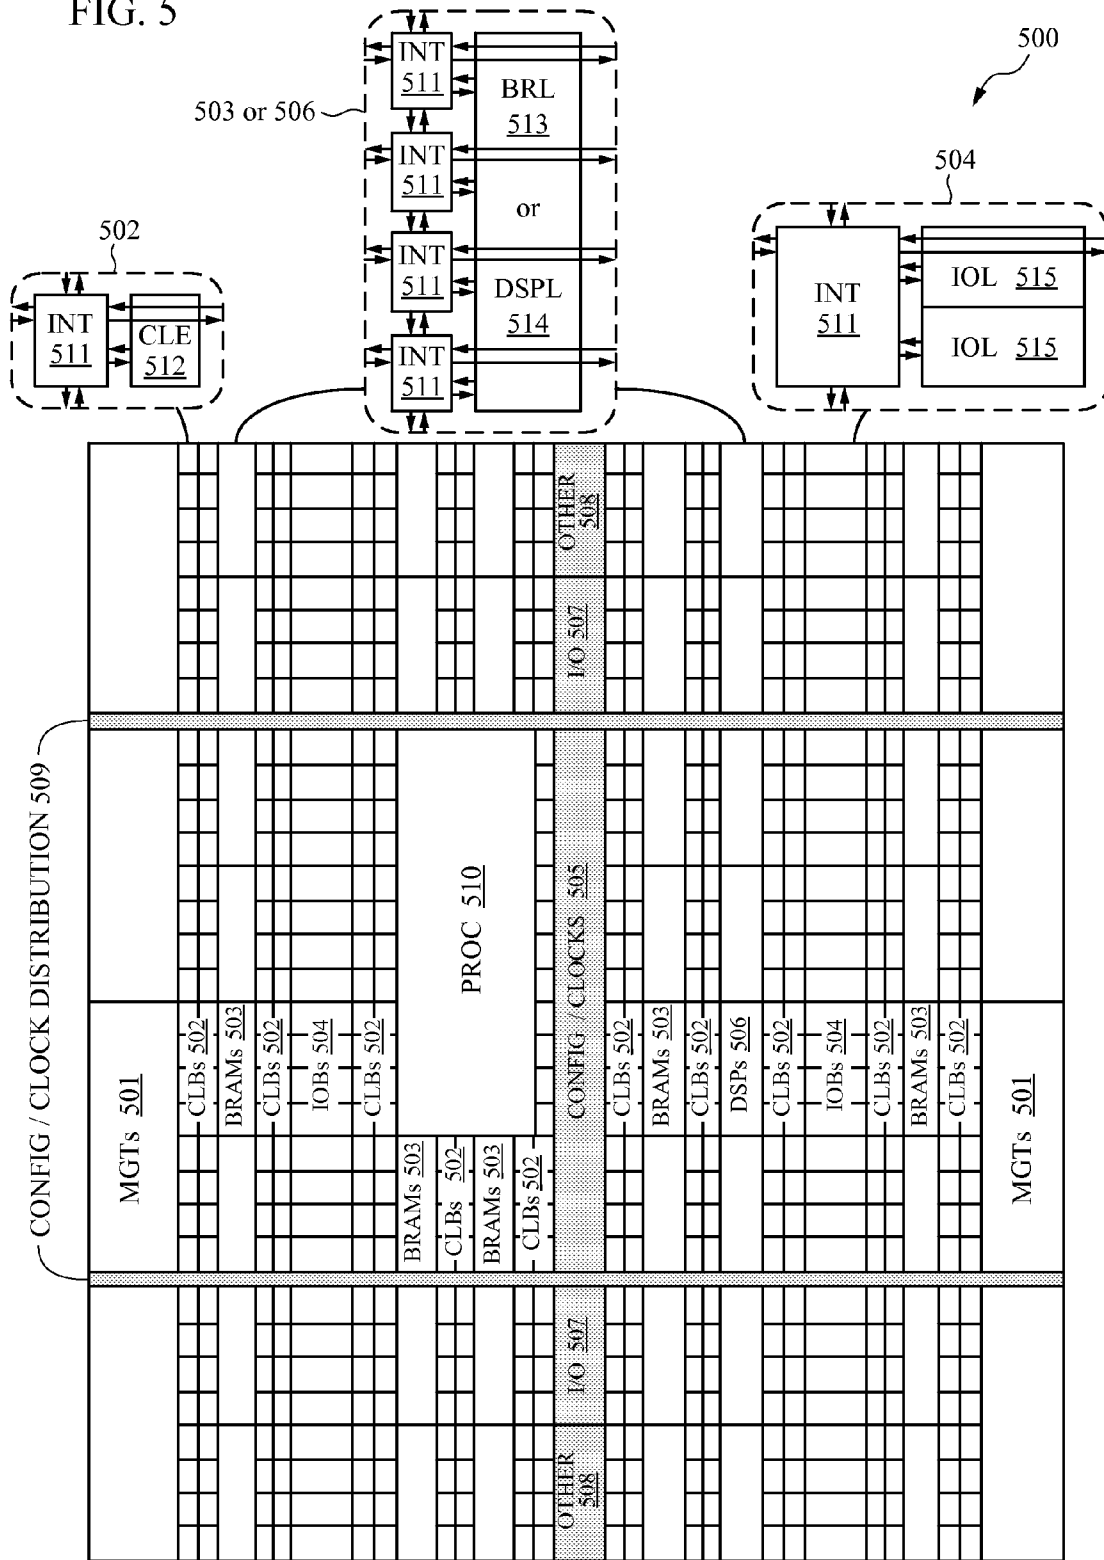 FIG. 5
500
503 or 506
INT
511
INT
511
INT
511
INT
511
BRL
513
or
DSPL
514
504
INT
511
IOL 515
IOL 515
502
INT
511
CLE
512
CONFIG / CLOCK DISTRIBUTION 509
OTHER
508
I/O 507
PROC 510
CONFIG / CLOCKS 505
MGTs 501
CLBs 502
BRAMs 503
CLBs 502
IOBs 504
CLBs 502
BRAMs 503
CLBs 502
BRAMs 503
CLBs 502
CLBs 502
BRAMs 503
CLBs 502
DSPs 506
CLBs 502
IOBs 504
CLBs 502
BRAMs 503
CLBs 502
MGTs 501
I/O 507
OTHER
508